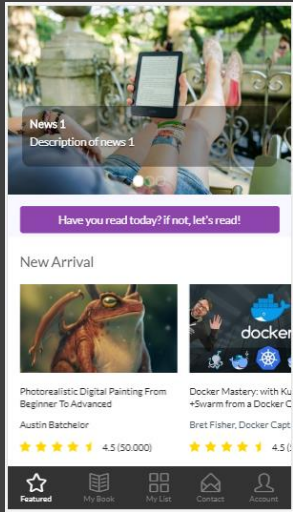 News 1
Description of news 1
Have you read today? if not, let's read!
New Arrival
docker
Photorealistic Digital Painting From
Beginner To Advanced
Austin Batchelor
4.5 (50.000)
Docker Mastery: with Ku
+Swarm from a Docker C
Bret Fisher, Docker Capt
4.5 (
Featured
My Book
My List
Contact
Account